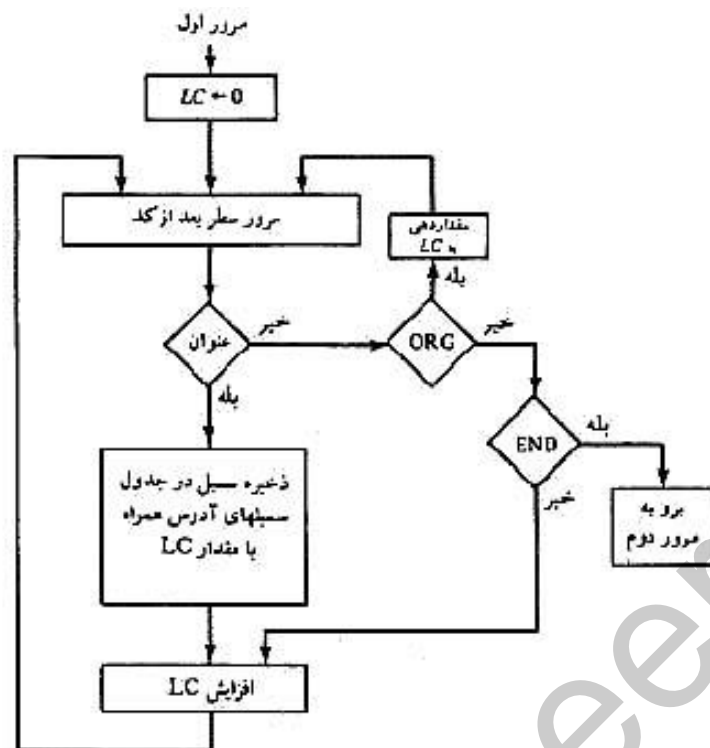 مرور اول
LC ← 0
مرور سطر بعد از کد
مقداردهی
به LC
بله
عنوان
خیر
ORG
خیر
بله
END
بله
خیر
ذخیره سمبل در جدول
سمبلهای آدرس همراه
با مقدار LC
برو به
مرور دوم
افزایش LC